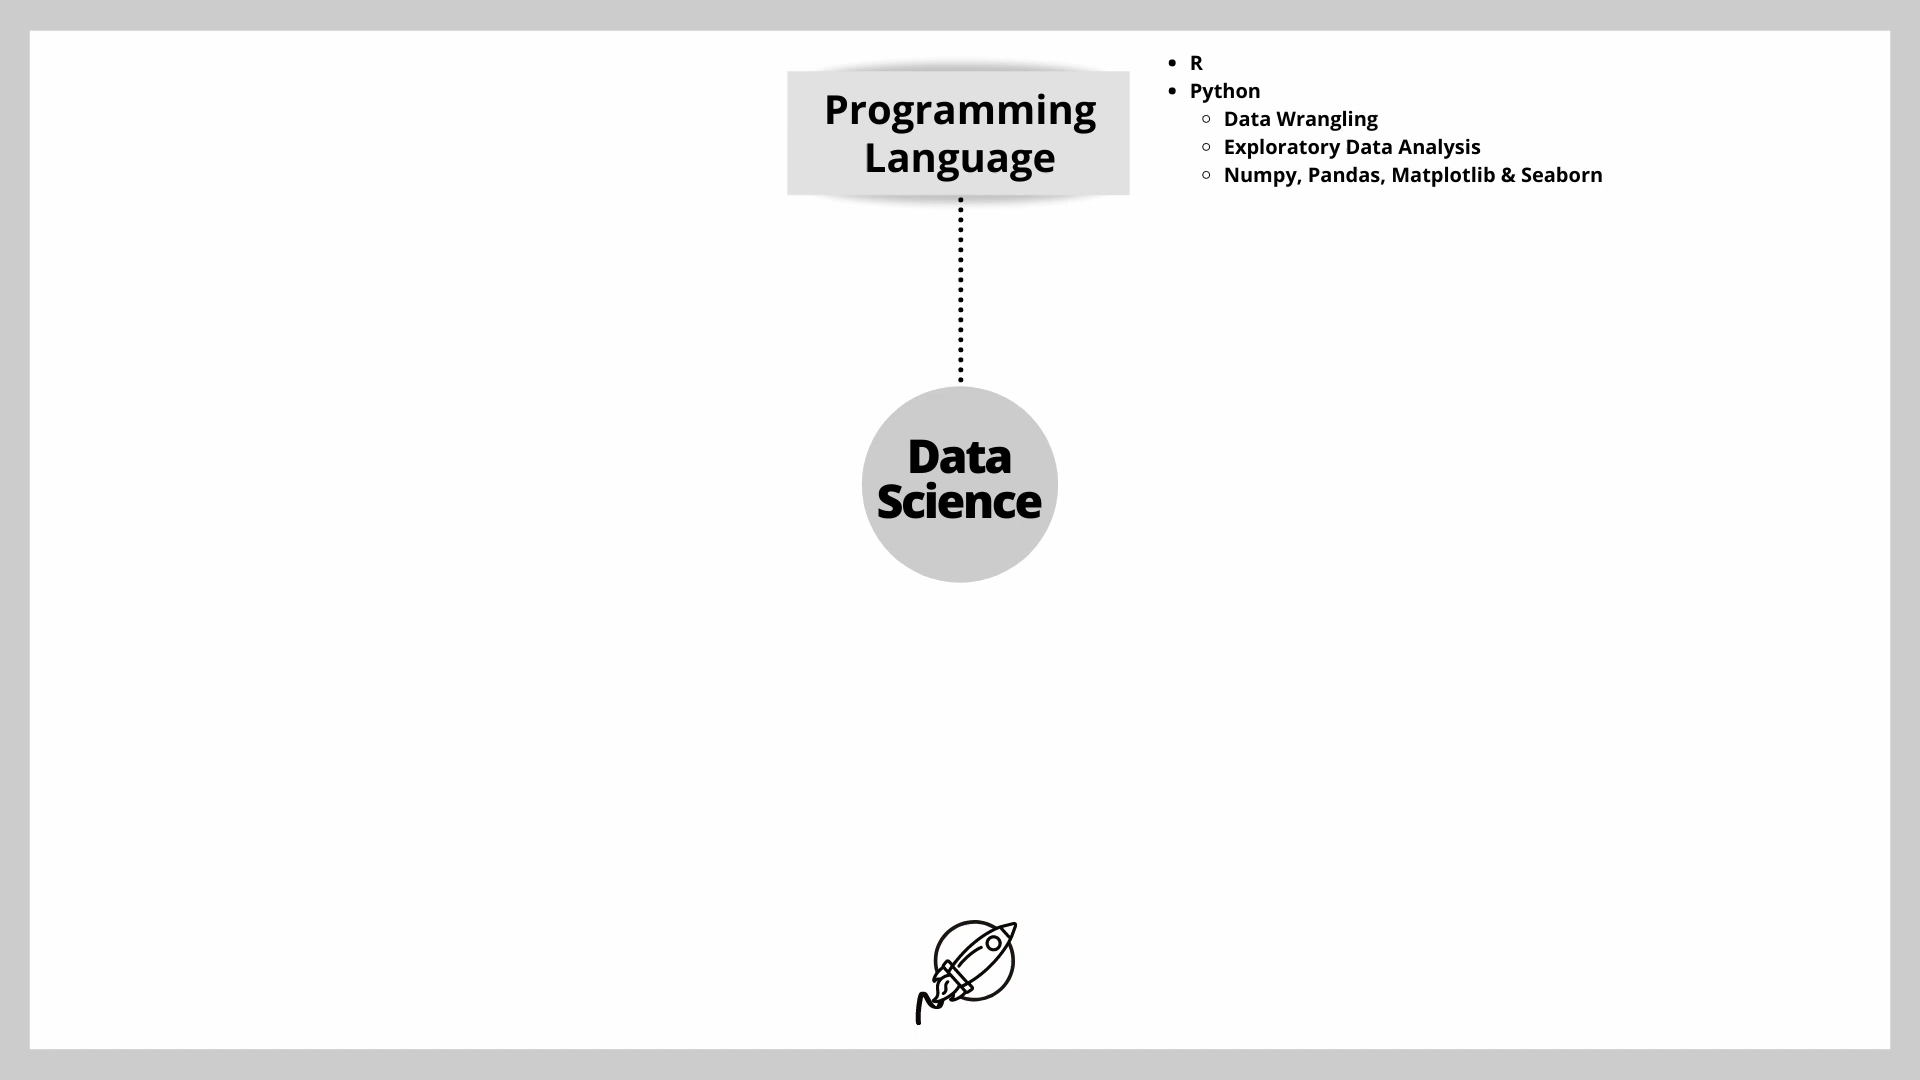 Programming
Language
R
Python
Data Wrangling
Exploratory Data Analysis
Numpy, Pandas, Matplotlib & Seaborn
Data
Science